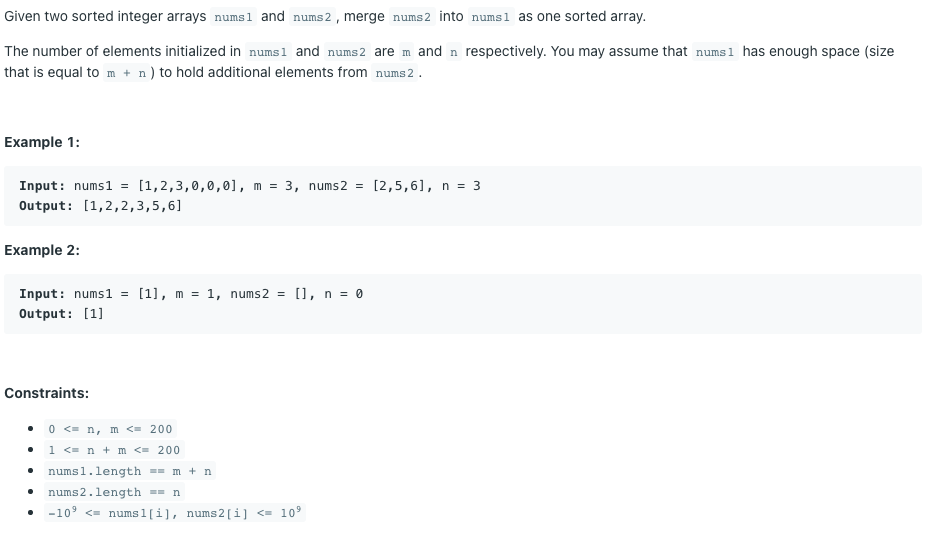 Given two sorted integer arrays nums1 and nums2 , merge nums2 into nums1 as one sorted array.
The number of elements initialized in nums1 and nums2 are m and n respectively. You may assume that nums1 has enough space (size
that is equal to m + n ) to hold additional elements from nums2 .
Example 1:
Input: nums1 = [1,2,3,0,0,0], m = 3, nums2 = [2,5,6], n = 3
Output: [1,2,2,3,5,6]
Example 2:
Input: nums1 = [1], m = 1, nums2 = [], n = 0
Output: [1]
Constraints:
• 0 <= n, m <= 200
• 1 <= n + m <= 200
• nums1.length == m + n
• nums2.length == n
• -10⁹ <= nums1[i], nums2[i] <= 10⁹